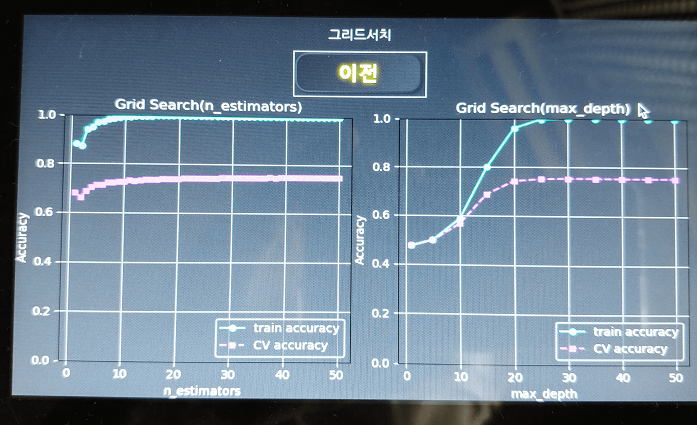 그리드서치
이전
Grid Search(n_estimators)
1.0
0.8
0.6
0.4
0.2
0.0
Accuracy
0 10 20 30 40 50
n_estimators
train accuracy
CV accuracy
Grid Search(max_depth)
1.0
0.8
0.6
0.4
0.2
0.0
Accuracy
0 10 20 30 40 50
max_depth
train accuracy
CV accuracy